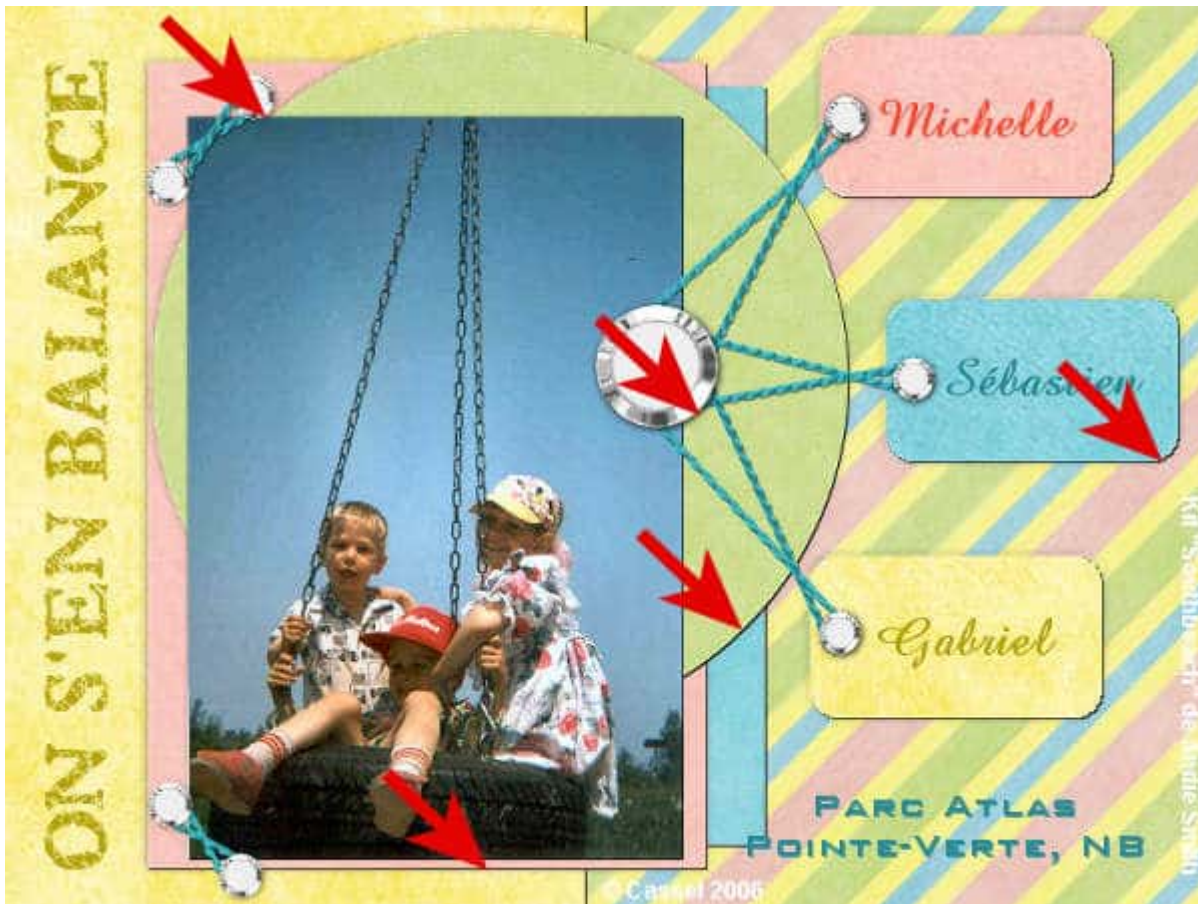 ON S'EN BALANCE
Michelle
Sébastien
Gabriel
PARC ATLAS
POINTE-VERTE, NB
© Cassel 2006